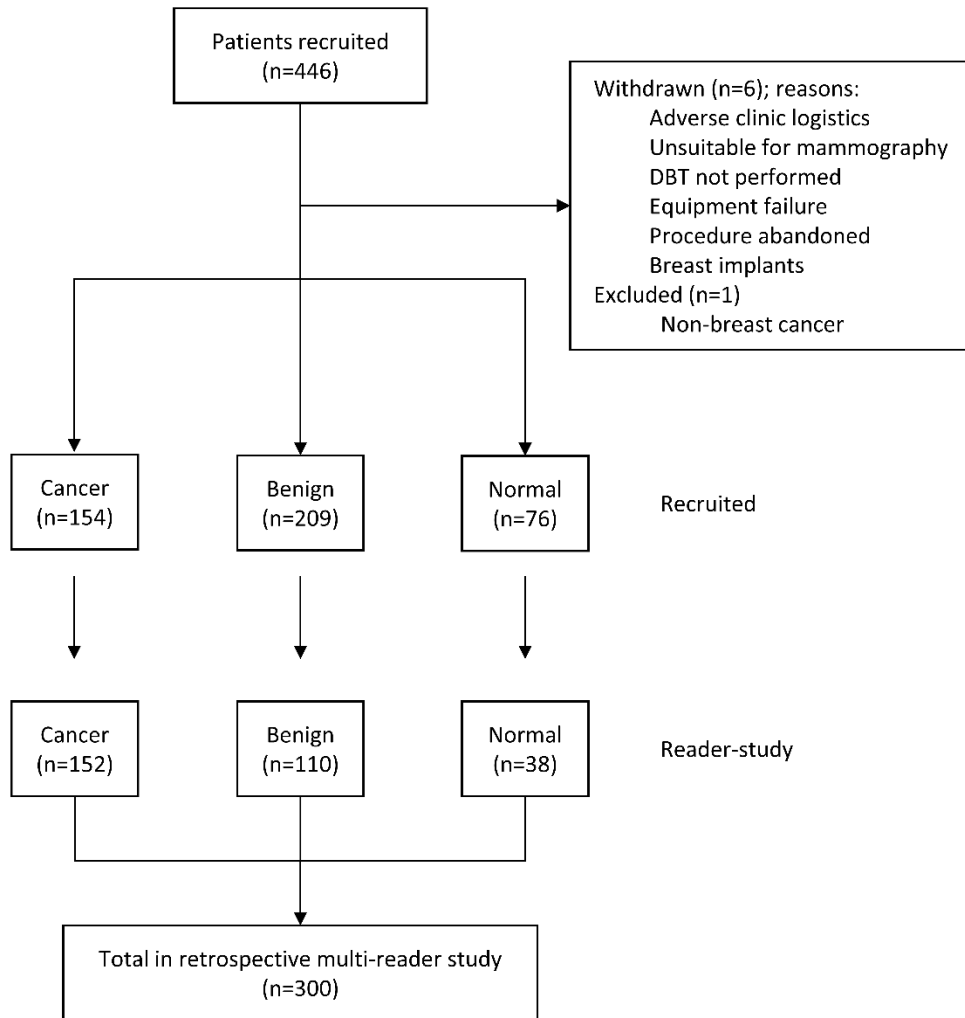 Patients recruited
(n=446)
Withdrawn (n=6); reasons:
Adverse clinic logistics
Unsuitable for mammography
DBT not performed
Equipment failure
Procedure abandoned
Breast implants
Excluded (n=1)
Non-breast cancer
Cancer
(n=154)
Benign
(n=209)
Normal
(n=76)
Recruited
Cancer
(n=152)
Benign
(n=110)
Normal
(n=38)
Reader-study
Total in retrospective multi-reader study
(n=300)